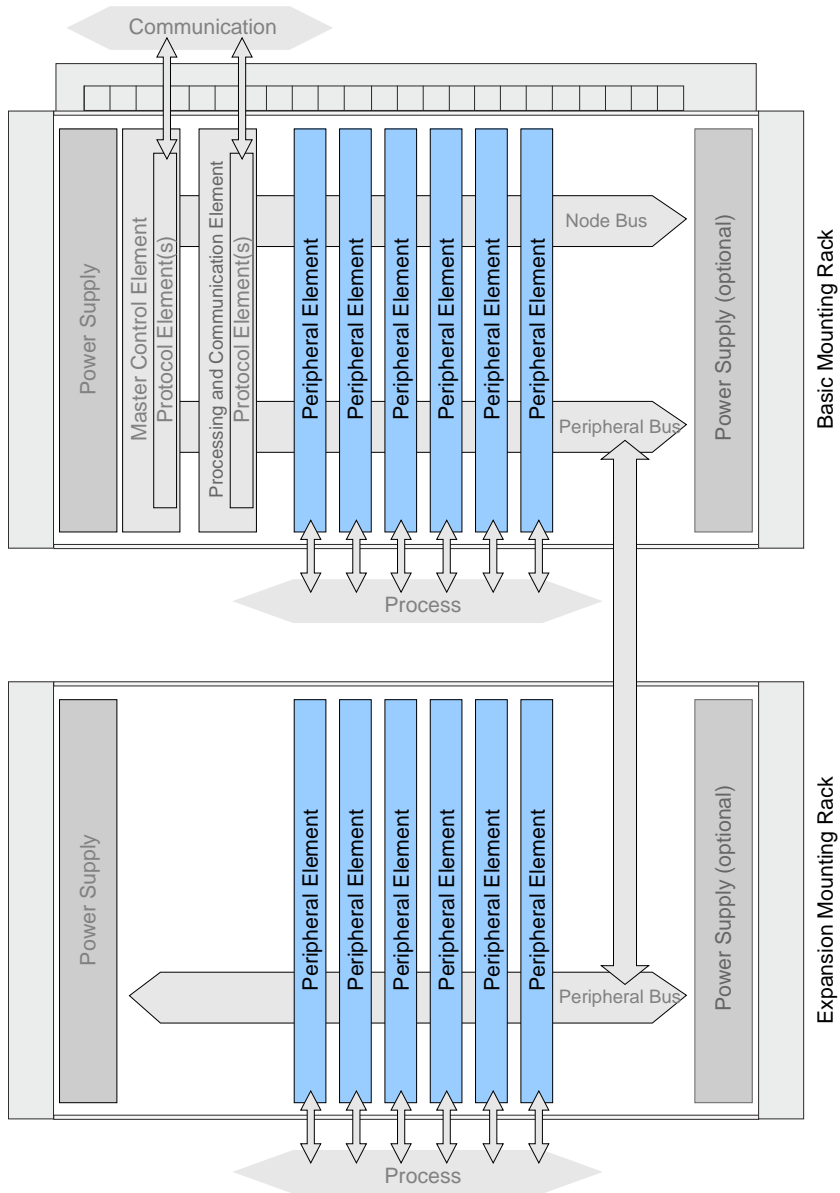 Communication
Power Supply
Master Control Element
Protocol Element(s)
Processing and Communication Element
Protocol Element(s)
Peripheral Element
Peripheral Element
Peripheral Element
Peripheral Element
Peripheral Element
Peripheral Element
Node Bus
Peripheral Bus
Power Supply (optional)
Basic Mounting Rack
Process
Power Supply
Peripheral Element
Peripheral Element
Peripheral Element
Peripheral Element
Peripheral Element
Peripheral Element
Peripheral Bus
Power Supply (optional)
Expansion Mounting Rack
Process